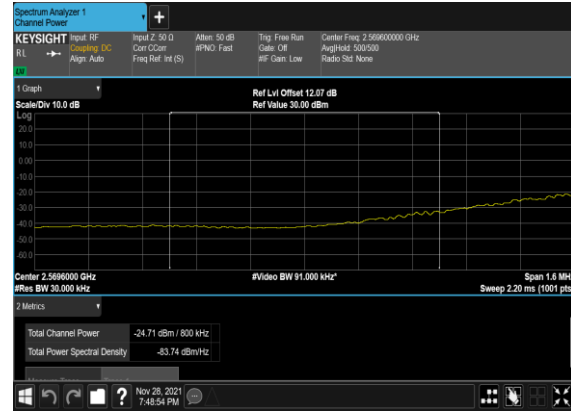 Spectrum Analyzer 1
Channel Power
KEYSIGHT
RL
Input: RF
Coupling: DC
Align: Auto
Input Z: 50 Ω
Corr CCorr
Freq Ref: Int (S)
Atten: 50 dB
#PNO: Fast
Trig: Free Run
Gate: Off
#IF Gain: Low
Center Freq: 2.569600000 GHz
Avg|Hold: 500/500
Radio Std: None
1 Graph
Scale/Div 10.0 dB
Ref Lvl Offset 12.07 dB
Ref Value 30.00 dBm
Log
20.0
10.0
0.00
-10.0
-20.0
-30.0
-40.0
-50.0
-60.0
Center 2.5696000 GHz
#Video BW 91.000 kHz*
Span 1.6 MH
#Res BW 30.000 kHz
Sweep 2.20 ms (1001 pts
2 Metrics
Total Channel Power
-24.71 dBm / 800 kHz
Total Power Spectral Density
-83.74 dBm/Hz
?
Nov 28, 2021
7:48:54 PM